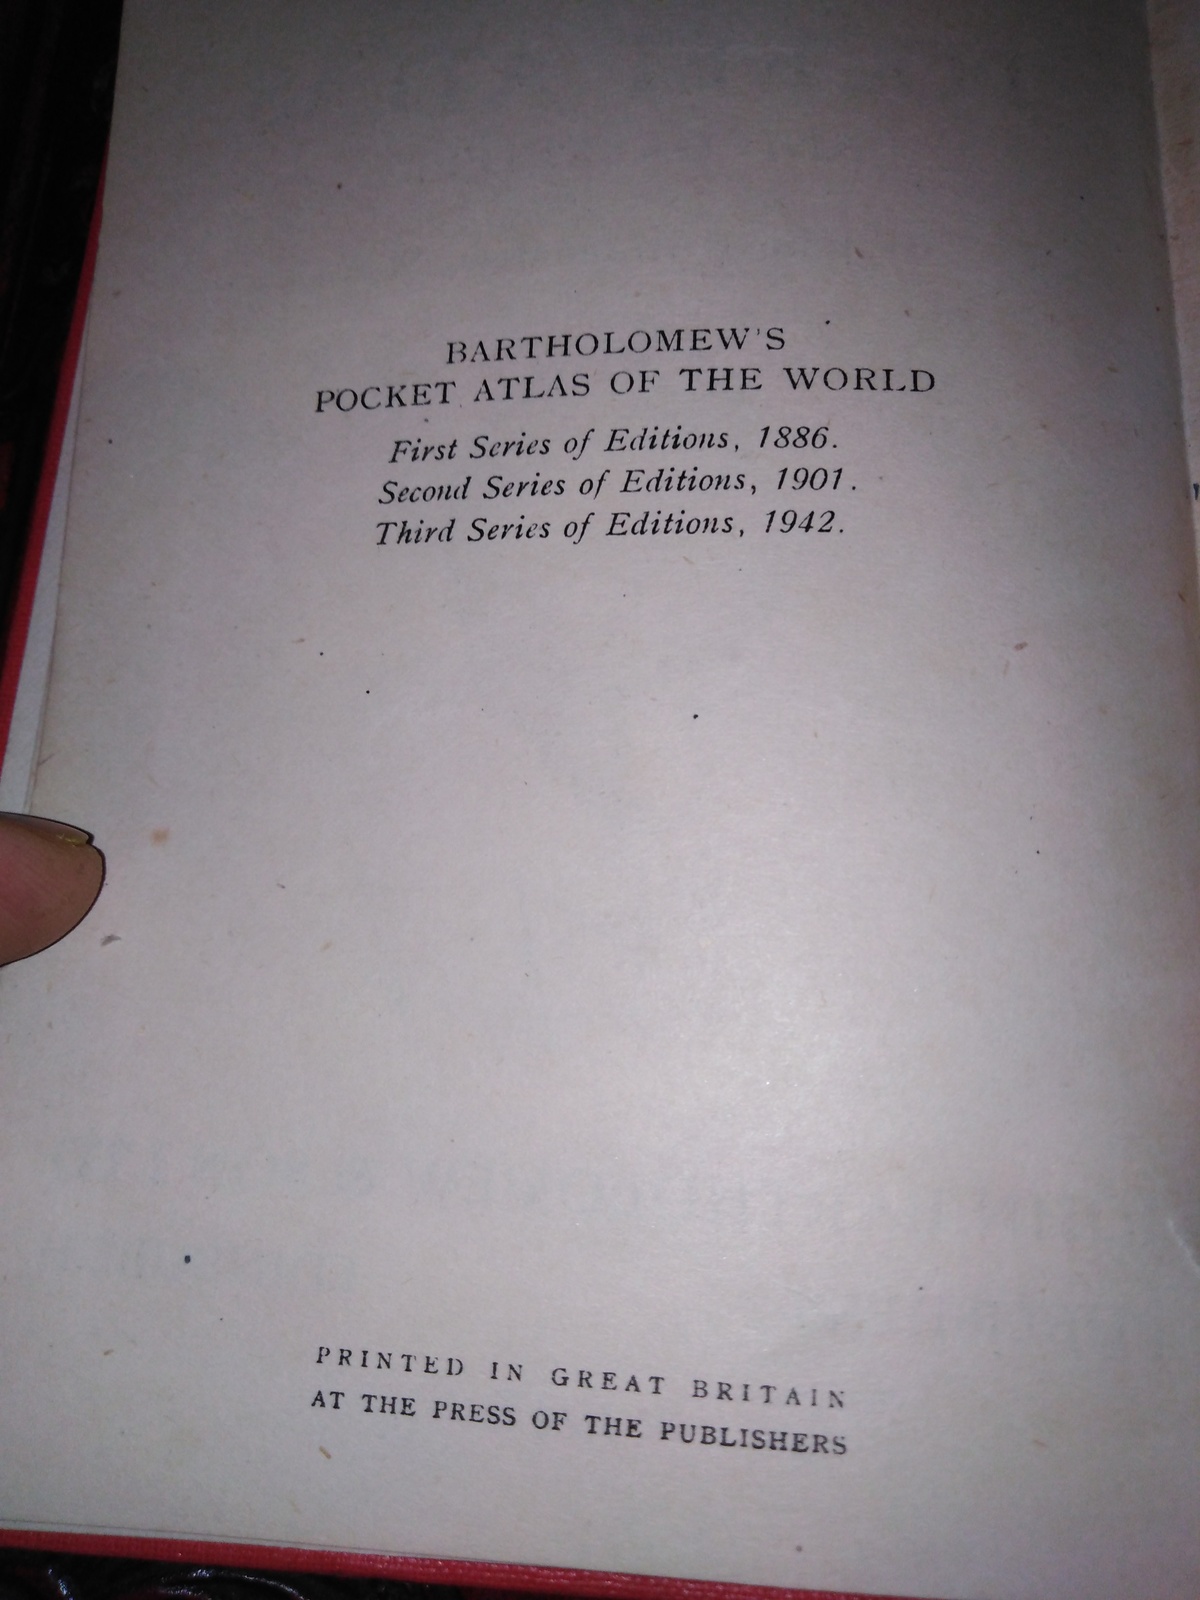 BARTHOLOMEW'S
POCKET ATLAS OF THE WORLD
First Series of Editions, 1886.
Second Series of Editions, 1901.
Third Series of Editions, 1942.
PRINTED IN GREAT BRITAIN
AT THE PRESS OF THE PUBLISHERS